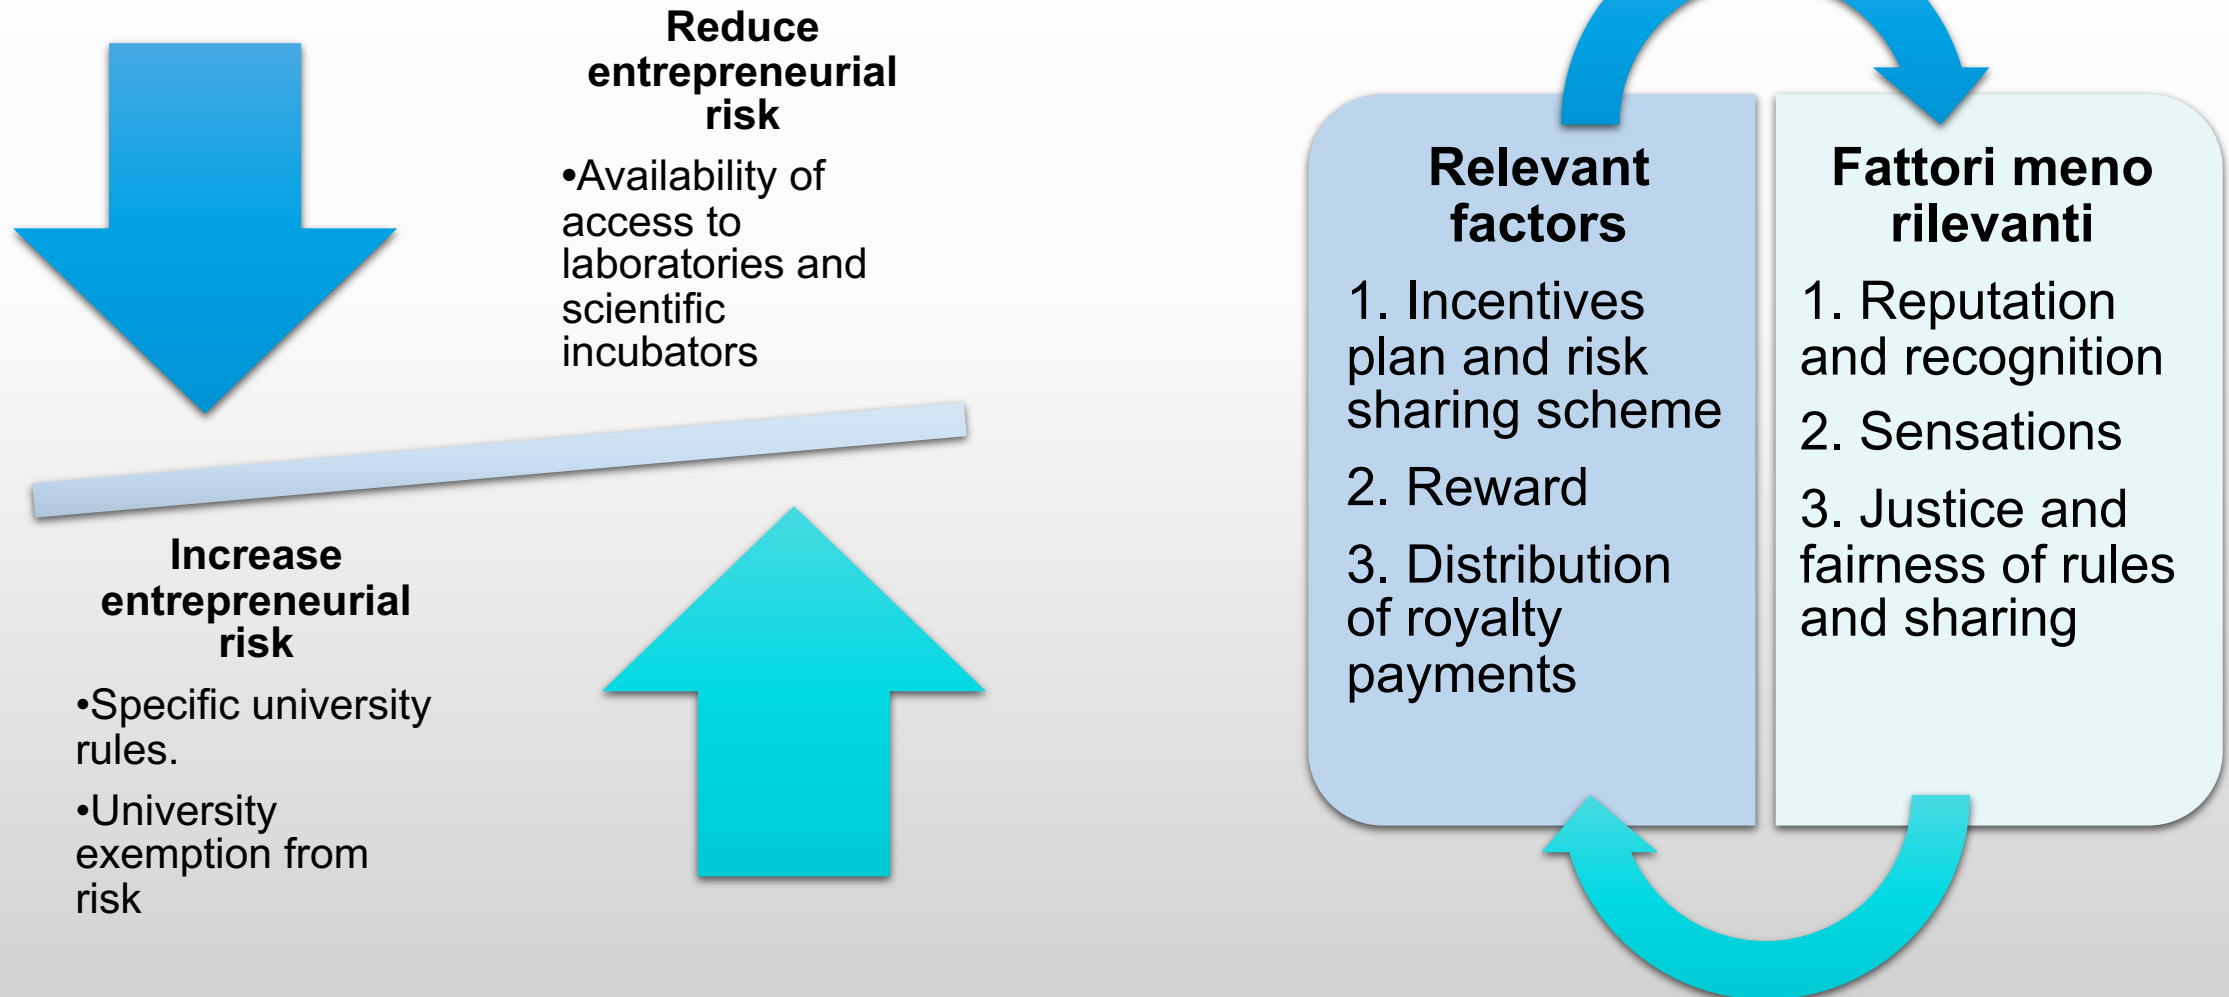 Reduce
entrepreneurial
risk
•Availability of
access to
laboratories and
scientific
incubators
Increase
entrepreneurial
risk
•Specific university
rules.
•University
exemption from
risk
Relevant
factors
1. Incentives
plan and risk
sharing scheme
2. Reward
3. Distribution
of royalty
payments
Fattori meno
rilevanti
1. Reputation
and recognition
2. Sensations
3. Justice and
fairness of rules
and sharing